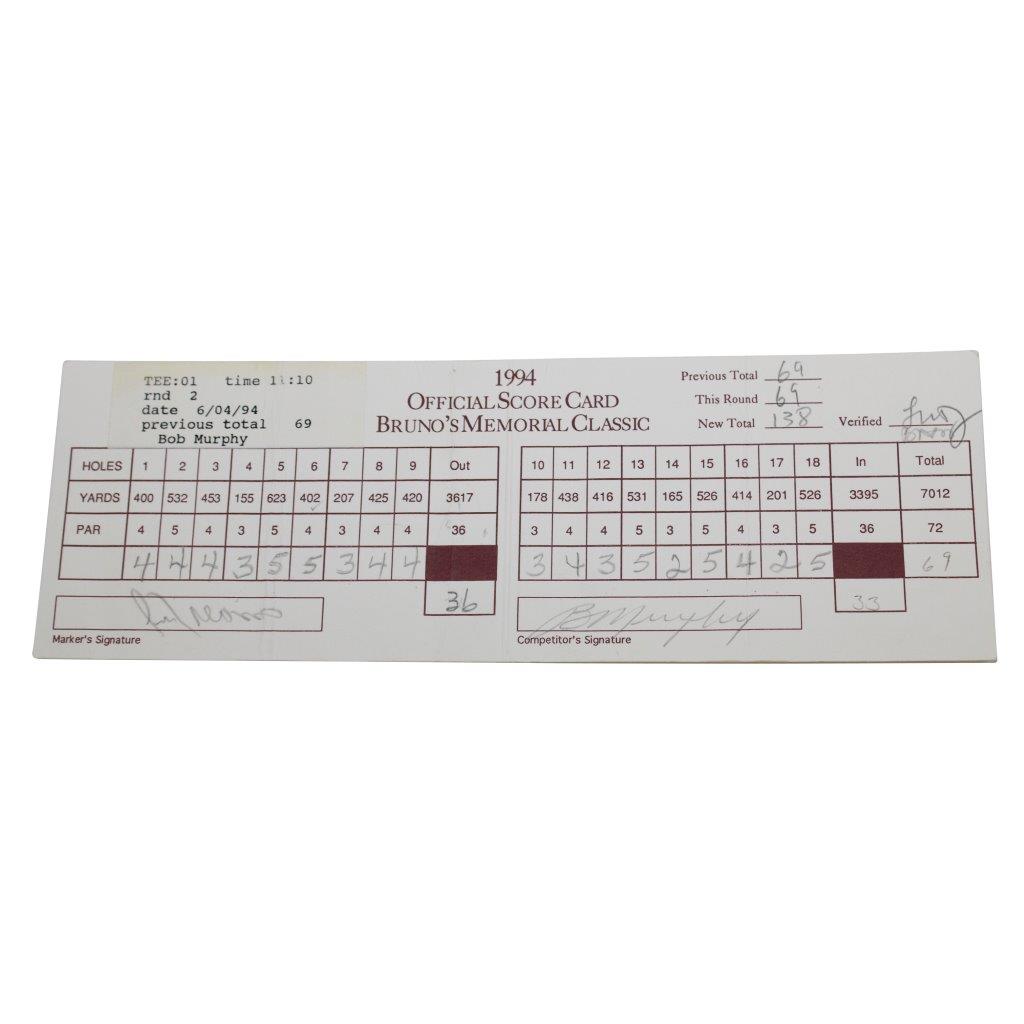 TEE:01 time 11:10
rnd 2
date 6/04/94
previous total 69
Bob Murphy
1994
OFFICIAL SCORE CARD
BRUNO'S MEMORIAL CLASSIC
Previous Total 69
This Round 69
New Total 138
Verified
HOLES 1 2 3 4 5 6 7 8 9 Out
YARDS 400 532 453 155 623 402 207 425 420 3617
PAR 4 5 4 3 5 4 3 4 4 36
4 4 4 3 5 5 3 4 4
36
Marker's Signature
10 11 12 13 14 15 16 17 18 In Total
178 438 416 531 165 526 414 201 526 3395 7012
3 4 4 5 3 5 4 3 5 36 72
3 4 3 5 2 5 4 2 5 69
33
B Murphy
Competitor's Signature